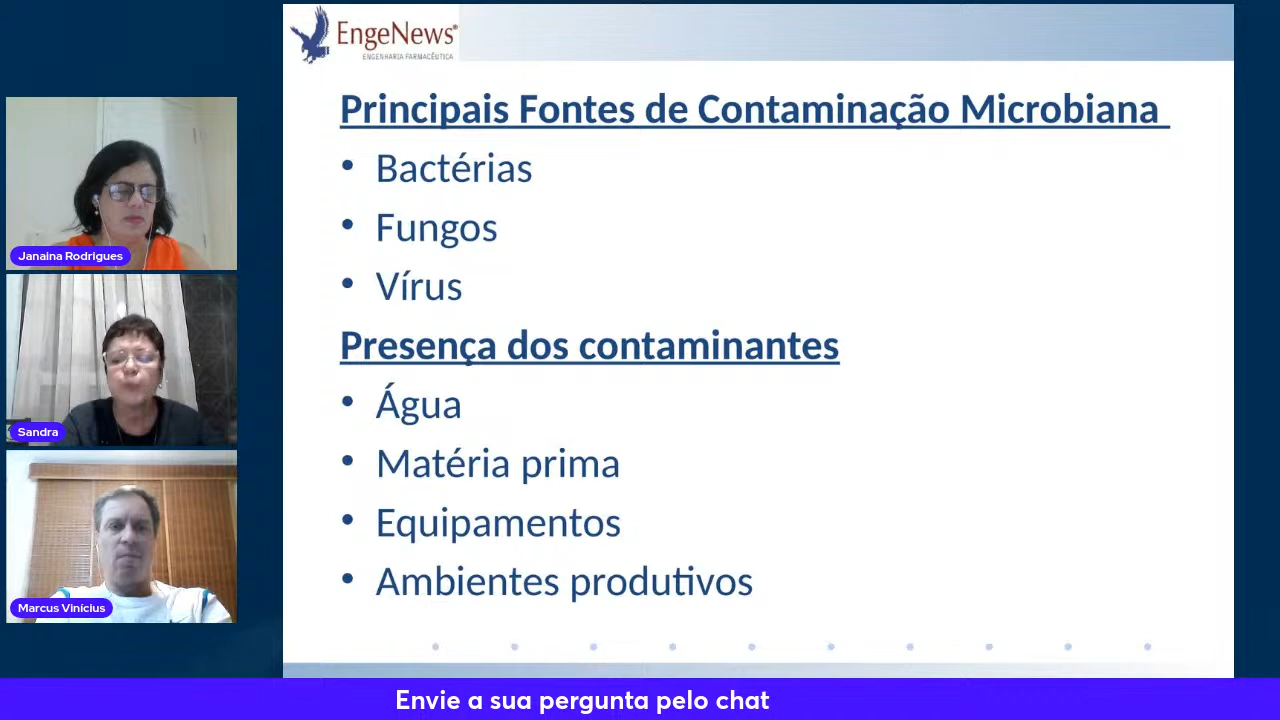 EngeNews®
ENGENHARIA FARMACÊUTICA
Principais Fontes de Contaminação Microbiana
• Bactérias
• Fungos
• Vírus
Presença dos contaminantes
• Água
• Matéria prima
• Equipamentos
• Ambientes produtivos
Janaina Rodrigues
Sandra
Marcus Vinícius
Envie a sua pergunta pelo chat